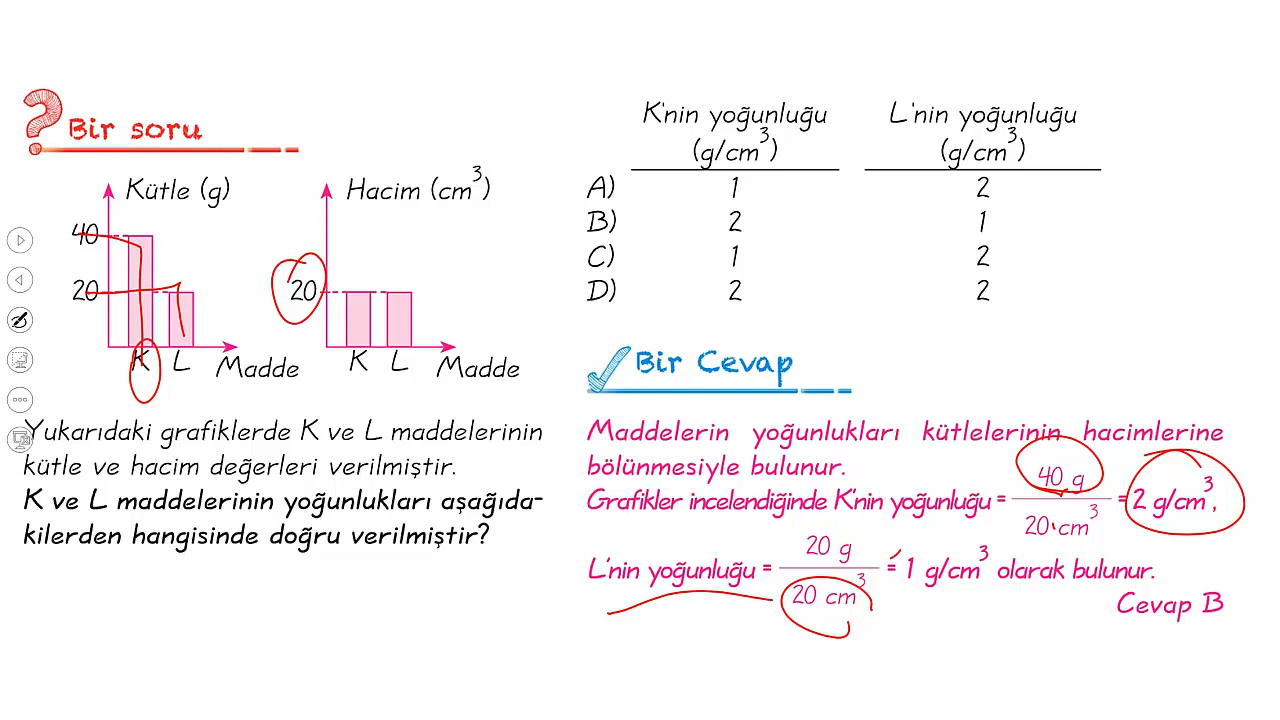 Bir soru
Kütle (g)
40
20
K L Madde
Hacim (cm³)
20
K L Madde
Yukarıdaki grafiklerde K ve L maddelerinin
kütle ve hacim değerleri verilmiştir.
K ve L maddelerinin yoğunlukları aşağıda-
kilerden hangisinde doğru verilmiştir?
K'nin yoğunluğu L'nin yoğunluğu
(g/cm³) (g/cm³)
A) 1 2
B) 2 1
C) 1 2
D) 2 2
Bir Cevap
Maddelerin yoğunlukları kütlelerinin hacimlerine
bölünmesiyle bulunur.
Grafikler incelendiğinde K'nin yoğunluğu = 40 g / 20 cm³ = 2 g/cm³,
L'nin yoğunluğu = 20 g / 20 cm³ = 1 g/cm³ olarak bulunur.
Cevap B